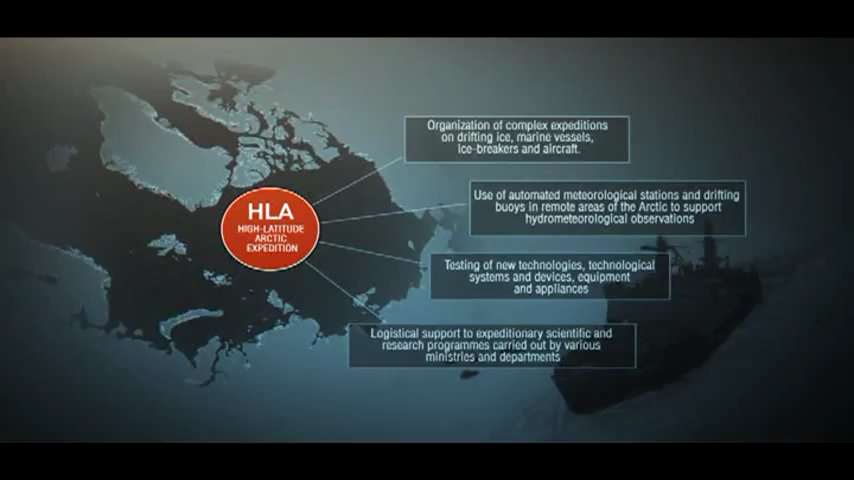 HLA
HIGH-LATITUDE
ARCTIC
EXPEDITION
Organization of complex expeditions
on drifting ice, marine vessels,
ice-breakers and aircraft.
Use of automated meteorological stations and drifting
buoys in remote areas of the Arctic to support
hydrometeorological observations
Testing of new technologies, technological
systems and devices, equipment
and appliances
Logistical support to expeditionary scientific and
research programmes carried out by various
ministries and departments